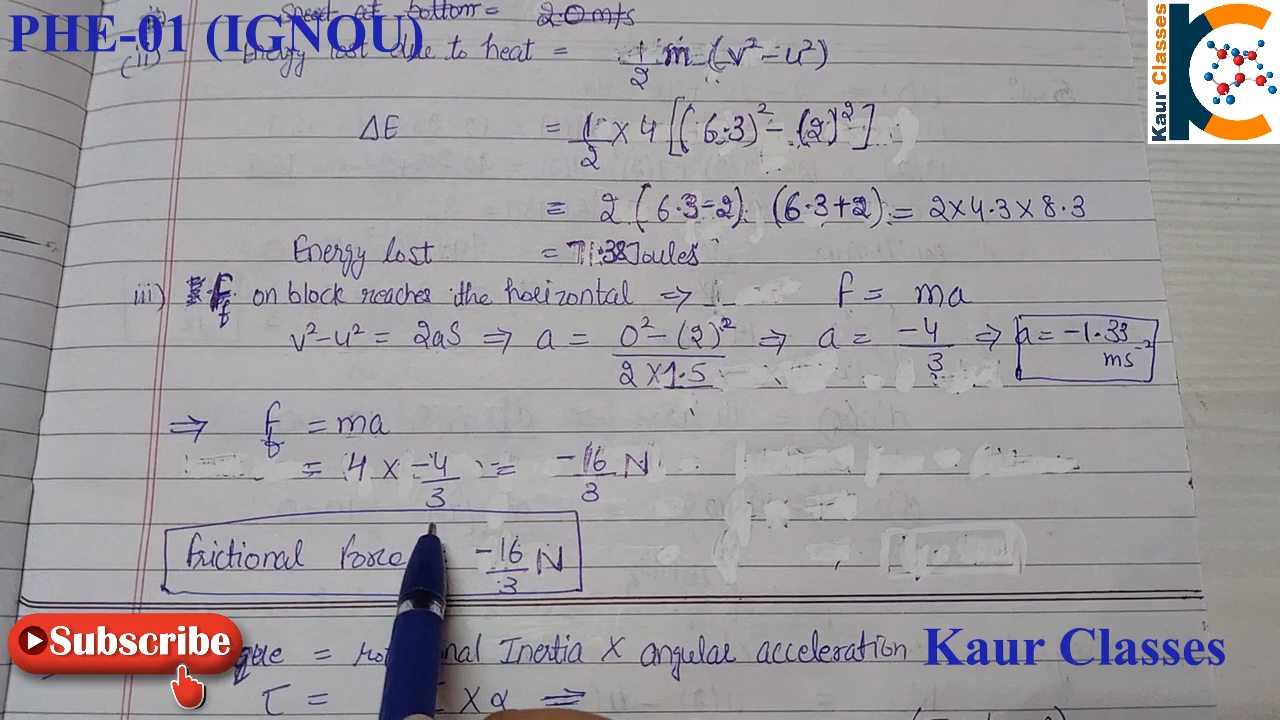 Speed at bottom = 2.0 m/s
PHE-01 (IGNOU)
(ii) Energy lost due to heat = 1/2 m (v² - u²)
Kaur Classes
ΔE = 1/2 × 4 [(6.3)² - (2)²]
= 2 (6.3-2) (6.3+2) = 2×4.3×8.3
Energy lost = 71.38 Joules
iii) on block reaches the horizontal ⇒ f = ma
v² - u² = 2aS ⇒ a = 0² - (2)² / 2×1.5 ⇒ a = -4/3 ⇒ a = -1.33 ms⁻²
⇒ f = ma
= 4 × -4/3 = -16/3 N
frictional force -16/3 N
Subscribe
= Inertia × angular acceleration
Kaur Classes
τ = × α ⇒